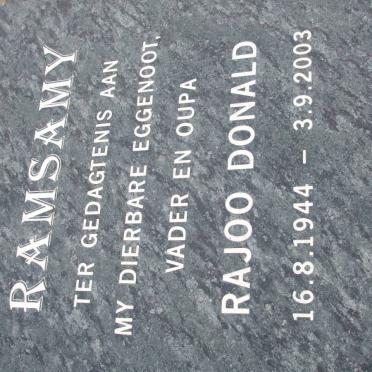 RAMSAMY
TER GEDAGTENIS AAN
MY DIERBARE EGGENOOT,
VADER EN OUPA
RAJOO DONALD
16.8.1944 – 3.9.2003